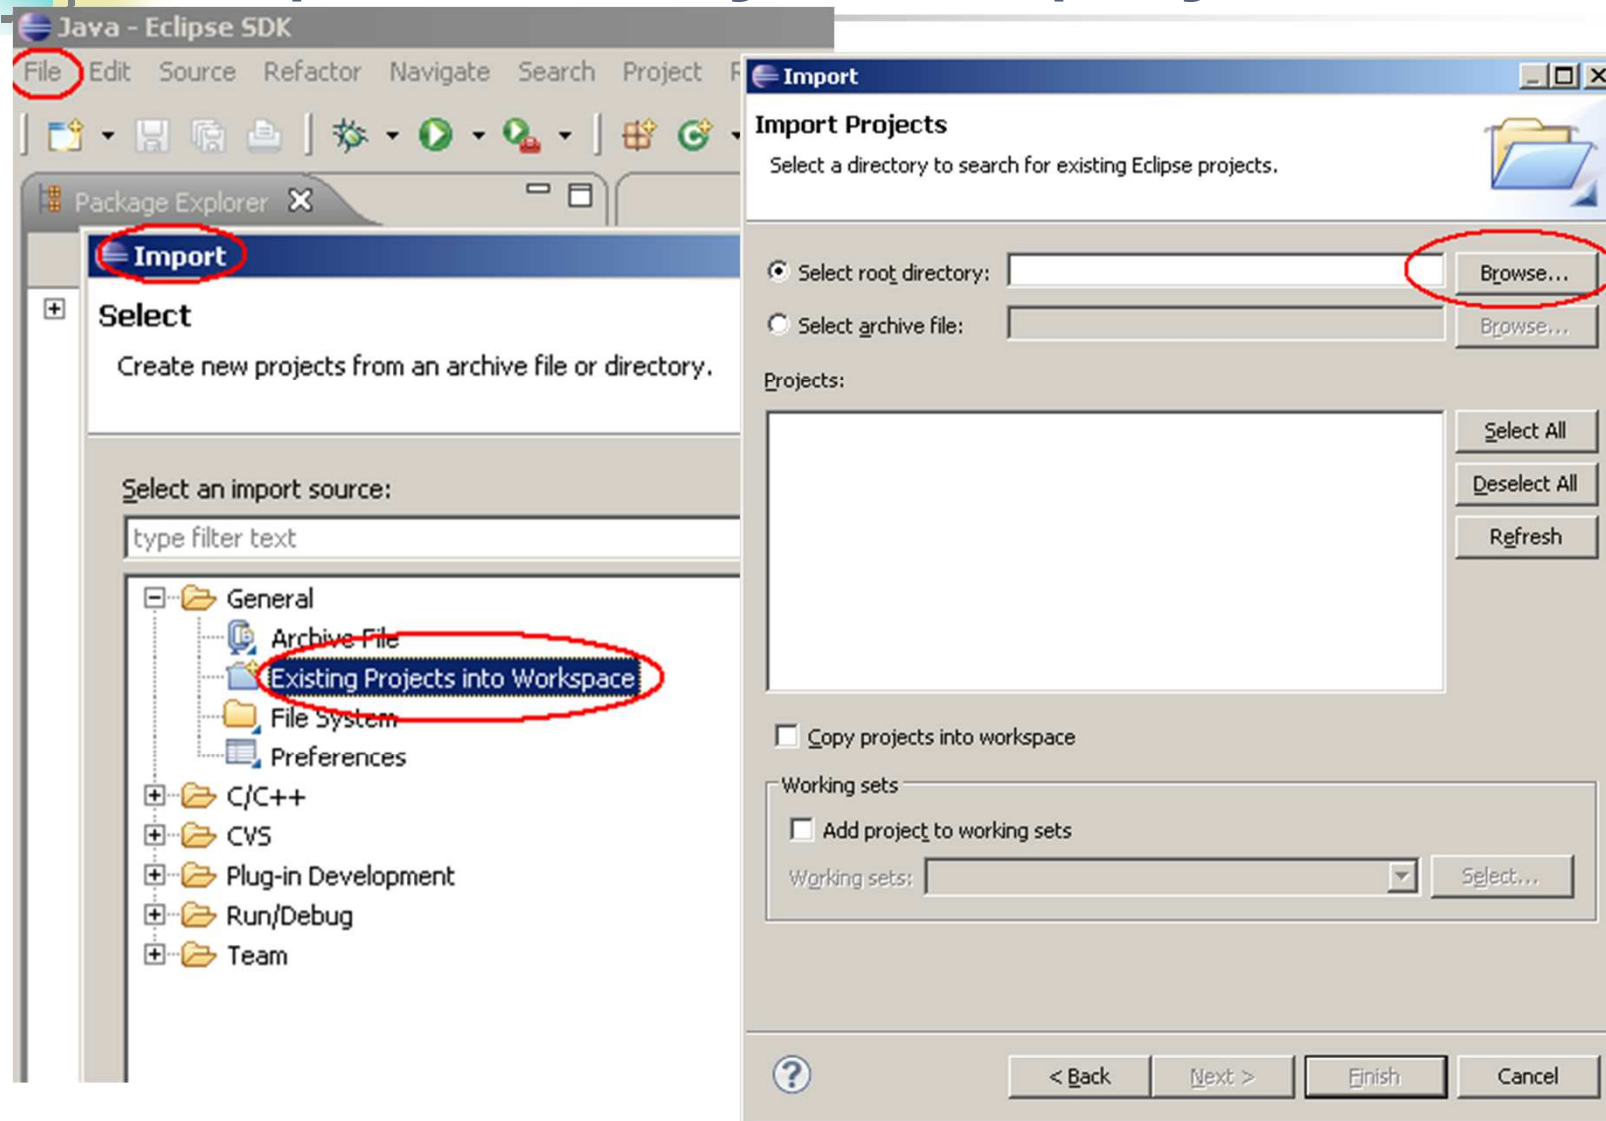 Java - Eclipse SDK
File Edit Source Refactor Navigate Search Project
Package Explorer
Import
Select
Create new projects from an archive file or directory.
Select an import source:
type filter text
General
Archive File
Existing Projects into Workspace
File System
Preferences
C/C++
CVS
Plug-in Development
Run/Debug
Team
Import
Import Projects
Select a directory to search for existing Eclipse projects.
Select root directory: Browse...
Select archive file: Browse...
Projects:
Select All
Deselect All
Refresh
Copy projects into workspace
Working sets
Add project to working sets
Working sets: Select...
< Back Next > Finish Cancel